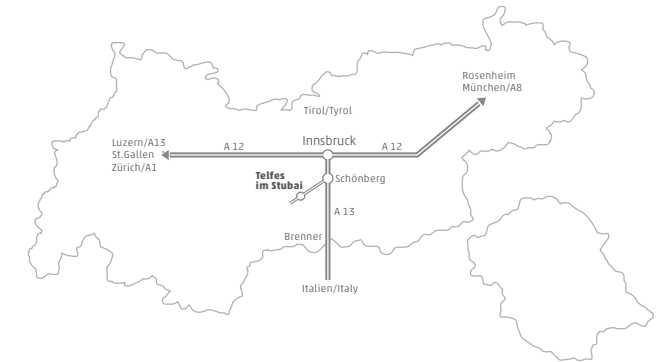 Rosenheim
München/A8
Tirol/Tyrol
Innsbruck
Luzern/A13
St.Gallen
Zürich/A1
A 12
A 12
Telfes
im Stubai
Schönberg
A 13
Brenner
Italien/Italy